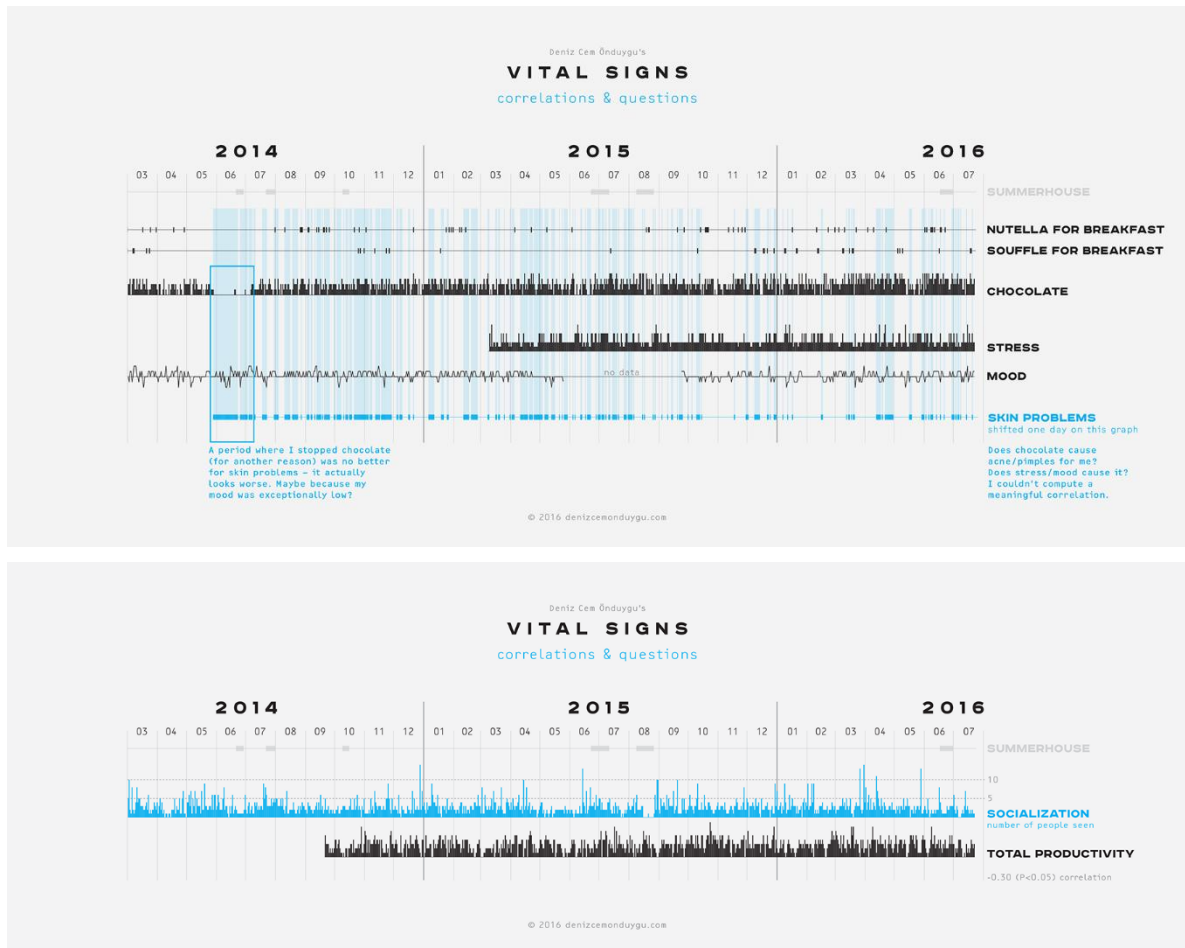 Deniz Cem Önduygu's
VITAL SIGNS
correlations & questions
2014 2015 2016
03 04 05 06 07 08 09 10 11 12 01 02 03 04 05 06 07 08 09 10 11 12 01 02 03 04 05 06 07
SUMMERHOUSE
NUTELLA FOR BREAKFAST
SOUFFLE FOR BREAKFAST
CHOCOLATE
STRESS
no data
MOOD
SKIN PROBLEMS
shifted one day on this graph
A period where I stopped chocolate
(for another reason) was no better
for skin problems – it actually
looks worse. Maybe because my
mood was exceptionally low?
Does chocolate cause
acne/pimples for me?
Does stress/mood cause it?
I couldn't compute a
meaningful correlation.
© 2016 denizcemonduygu.com
Deniz Cem Önduygu's
VITAL SIGNS
correlations & questions
2014 2015 2016
03 04 05 06 07 08 09 10 11 12 01 02 03 04 05 06 07 08 09 10 11 12 01 02 03 04 05 06 07
SUMMERHOUSE
10
5
SOCIALIZATION
number of people seen
TOTAL PRODUCTIVITY
-0.30 (P<0.05) correlation
© 2016 denizcemonduygu.com